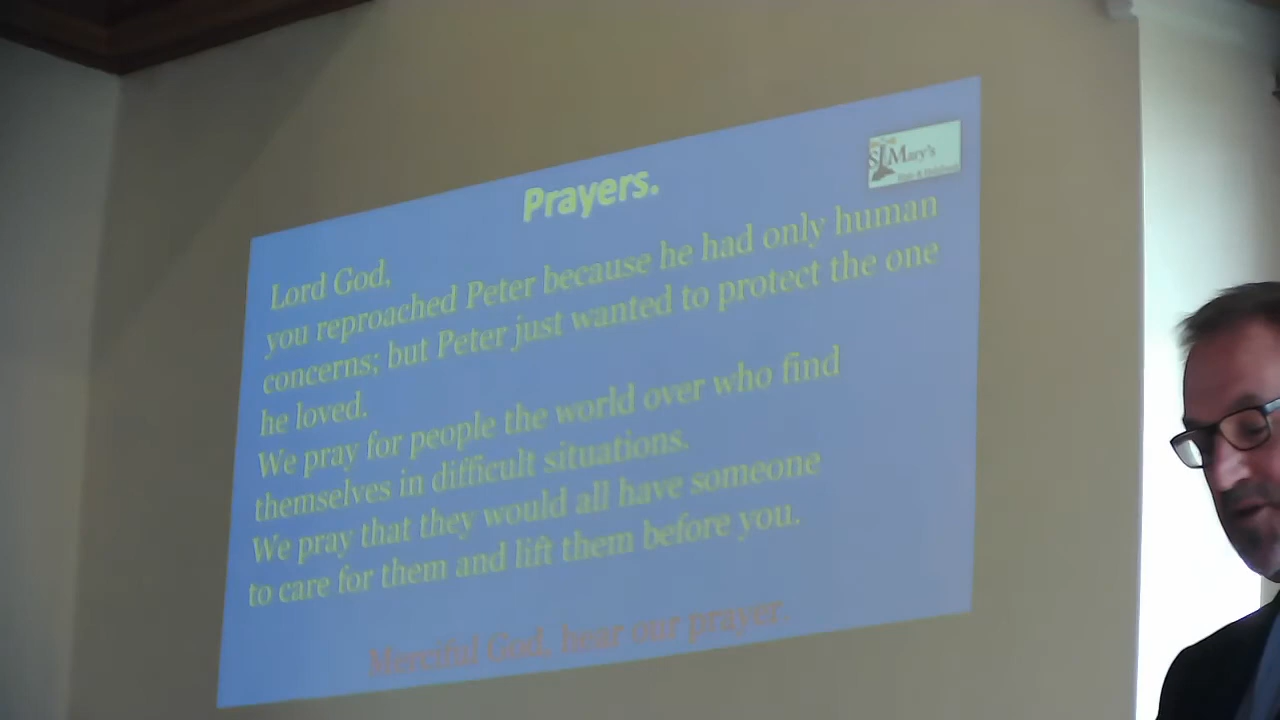 Prayers.
St Mary's
Lord God,
you reproached Peter because he had only human
concerns; but Peter just wanted to protect the one
he loved.
We pray for people the world over who find
themselves in difficult situations.
We pray that they would all have someone
to care for them and lift them before you.
Merciful God, hear our prayer.